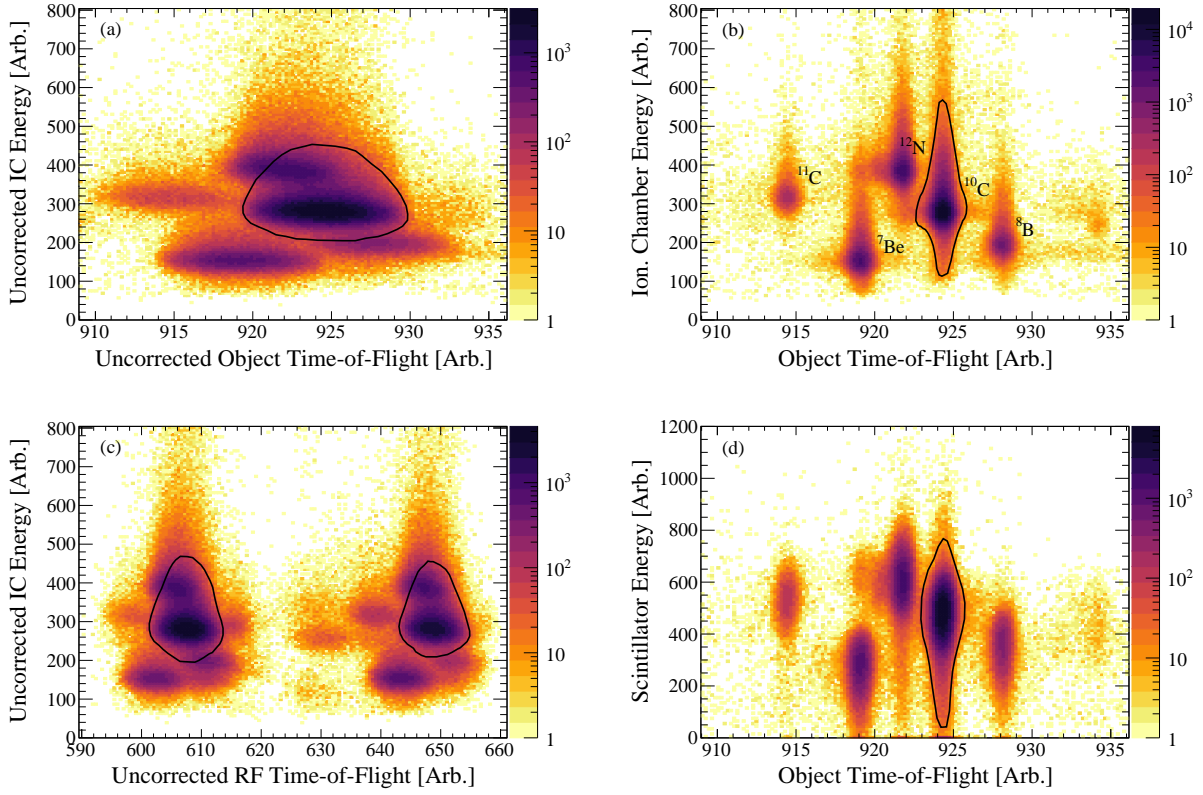 (a)
Uncorrected IC Energy [Arb.]
800
700
600
500
400
300
200
100
0
910 915 920 925 930 935
Uncorrected Object Time-of-Flight [Arb.]
10³
10²
10
1
(b)
Ion. Chamber Energy [Arb.]
800
700
600
500
400
300
200
100
0
¹²N
¹¹C
¹⁰C
⁸B
⁷Be
910 915 920 925 930 935
Object Time-of-Flight [Arb.]
10⁴
10³
10²
10
1
(c)
Uncorrected IC Energy [Arb.]
800
700
600
500
400
300
200
100
0
590 600 610 620 630 640 650 660
Uncorrected RF Time-of-Flight [Arb.]
10³
10²
10
1
(d)
Scintillator Energy [Arb.]
1200
1000
800
600
400
200
0
910 915 920 925 930 935
Object Time-of-Flight [Arb.]
10³
10²
10
1